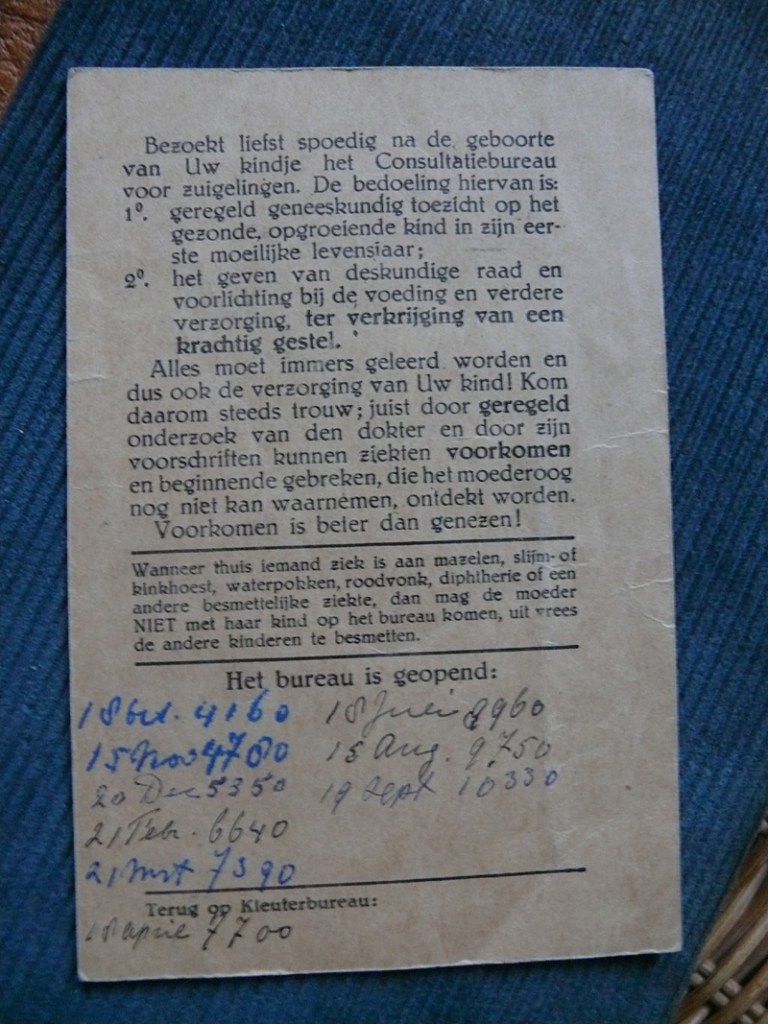 Bezoekt liefst spoedig na de geboorte
van Uw kindje het Consultatiebureau
voor zuigelingen. De bedoeling hiervan is:
1º. geregeld geneeskundig toezicht op het
gezonde, opgroeiende kind in zijn eer-
ste moeilijke levensjaar;
2º. het geven van deskundige raad en
voorlichting bij de voeding en verdere
verzorging, ter verkrijging van een
krachtig gestel.
Alles moet immers geleerd worden en
dus ook de verzorging van Uw kind! Kom
daarom steeds trouw; juist door geregeld
onderzoek van den dokter en door zijn
voorschriften kunnen ziekten voorkomen
en beginnende gebreken, die het moederoog
nog niet kan waarnemen, ontdekt worden.
Voorkomen is beter dan genezen!
Wanneer thuis iemand ziek is aan mazelen, slijm- of
kinkhoest, waterpokken, roodvonk, diphtherie of een
andere besmettelijke ziekte, dan mag de moeder
NIET met haar kind op het bureau komen, uit vrees
de andere kinderen te besmetten.
Het bureau is geopend:
18 Oct. 4160
15 Nov 4780
20 Dec 5350
21 Feb. 6640
21 Mrt 7390
18 Juli 9960
15 Aug. 9750
19 Sept 10330
Terug op Kleuterbureau:
18 april 7700